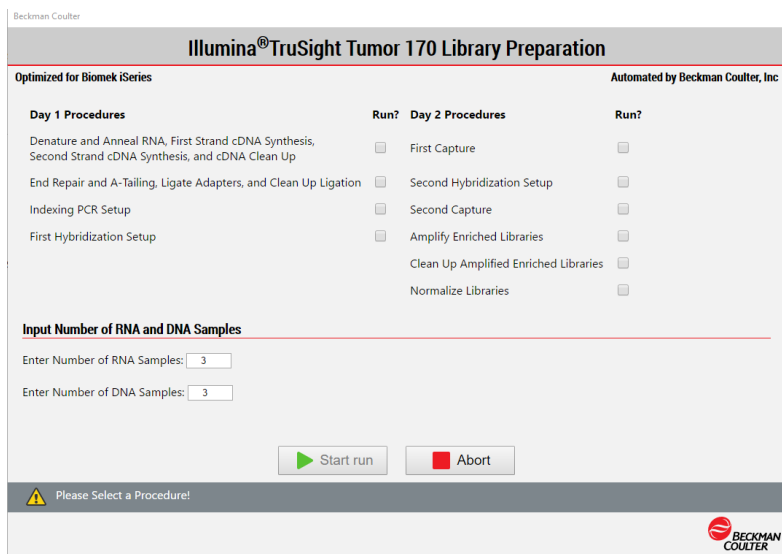 Beckman Coulter
Illumina®TruSight Tumor 170 Library Preparation
Optimized for Biomek iSeries
Automated by Beckman Coulter, Inc
Day 1 Procedures Run? Day 2 Procedures Run?
Denature and Anneal RNA, First Strand cDNA Synthesis,
Second Strand cDNA Synthesis, and cDNA Clean Up
First Capture
End Repair and A-Tailing, Ligate Adapters, and Clean Up Ligation
Second Hybridization Setup
Indexing PCR Setup
Second Capture
First Hybridization Setup
Amplify Enriched Libraries
Clean Up Amplified Enriched Libraries
Normalize Libraries
Input Number of RNA and DNA Samples
Enter Number of RNA Samples: 3
Enter Number of DNA Samples: 3
Start run
Abort
Please Select a Procedure!
BECKMAN
COULTER